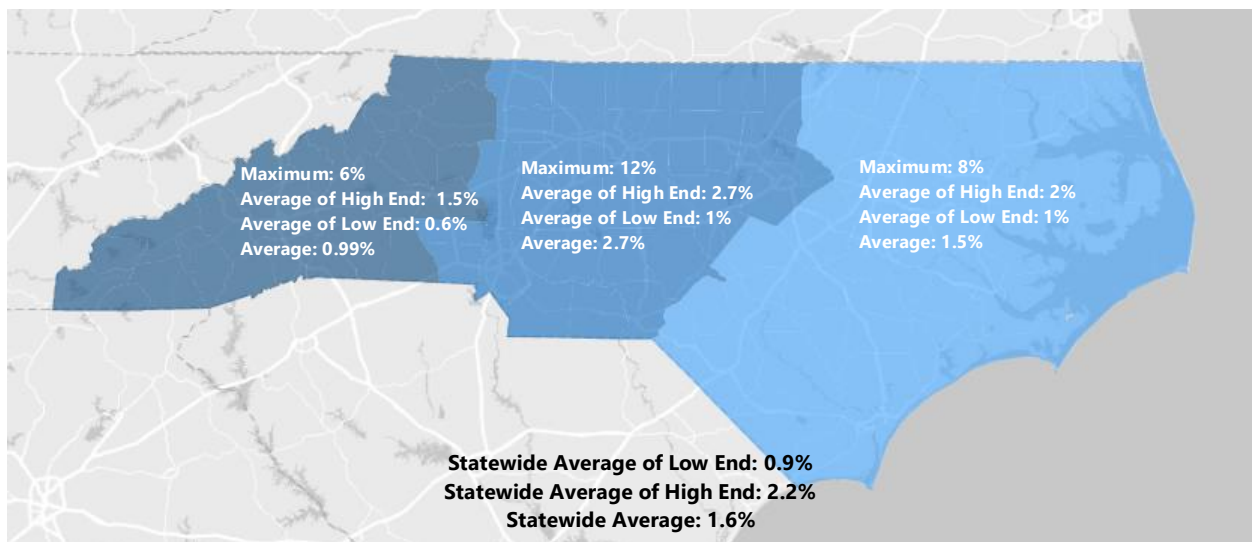 Maximum: 6%
Average of High End: 1.5%
Average of Low End: 0.6%
Average: 0.99%
Maximum: 12%
Average of High End: 2.7%
Average of Low End: 1%
Average: 2.7%
Maximum: 8%
Average of High End: 2%
Average of Low End: 1%
Average: 1.5%
Statewide Average of Low End: 0.9%
Statewide Average of High End: 2.2%
Statewide Average: 1.6%